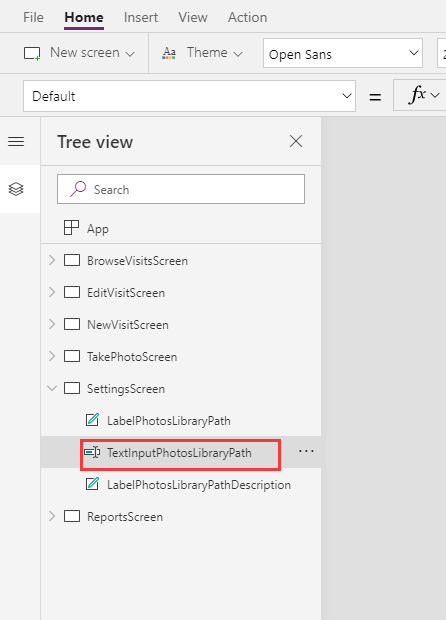 File Home Insert View Action
New screen Theme Open Sans
Default = fx
Tree view
Search
App
BrowseVisitsScreen
EditVisitScreen
NewVisitScreen
TakePhotoScreen
SettingsScreen
LabelPhotosLibraryPath
TextInputPhotosLibraryPath ...
LabelPhotosLibraryPathDescription
ReportsScreen